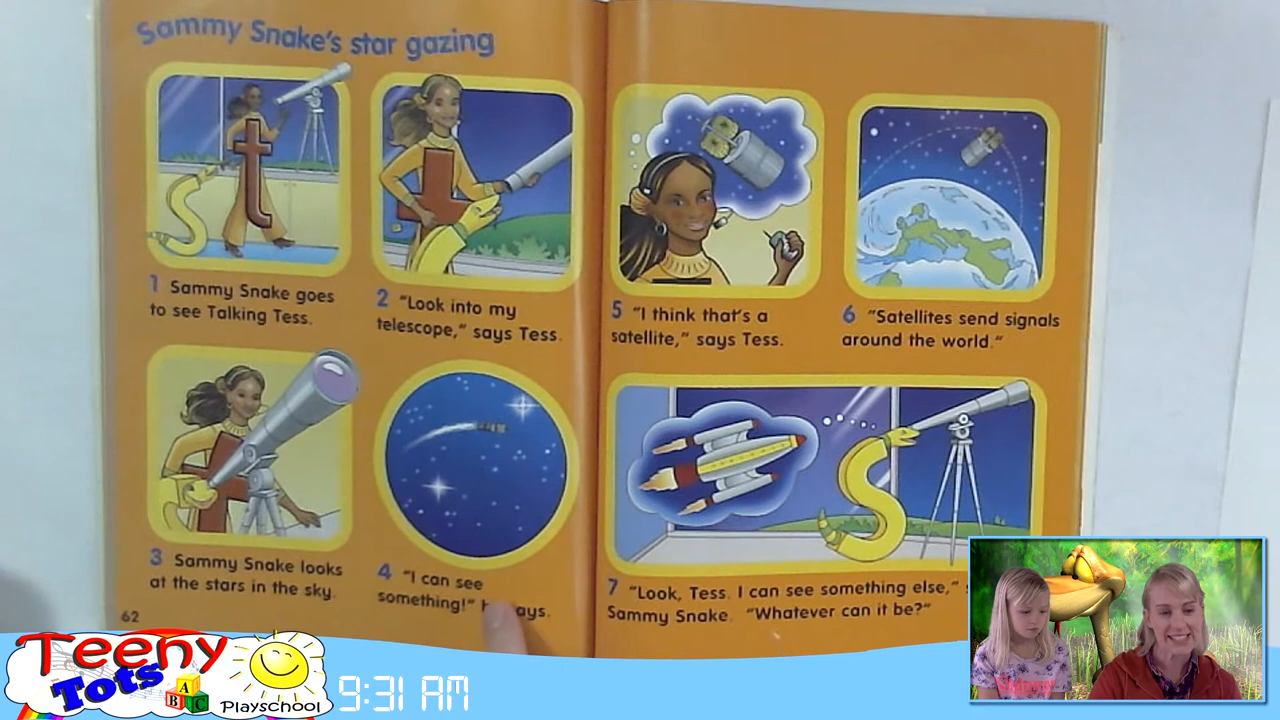 Sammy Snake's star gazing
1 Sammy Snake goes
to see Talking Tess.
2 "Look into my
telescope," says Tess.
3 Sammy Snake looks
at the stars in the sky.
4 "I can see
something!"
62
5 "I think that's a
satellite," says Tess.
6 "Satellites send signals
around the world."
7 "Look, Tess. I can see something else,"
Sammy Snake. "Whatever can it be?"
Teeny
Tots
A
B C
Playschool
9:31 AM